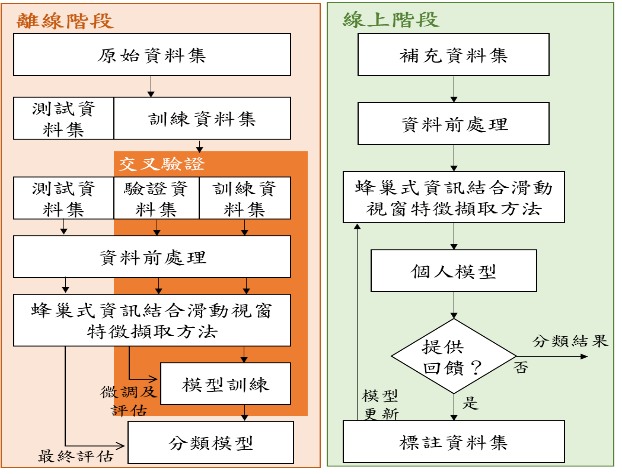 離線階段
原始資料集
測試資
料集
訓練資料集
交叉驗證
測試資
料集
驗證資
料集
訓練資
料集
資料前處理
蜂巢式資訊結合滑動視窗
特徵擷取方法
模型訓練
微調及
評估
分類模型
最終評估
線上階段
補充資料集
資料前處理
蜂巢式資訊結合滑動
視窗特徵擷取方法
個人模型
提供
回饋？
分類結果
否
是
模型
更新
標註資料集